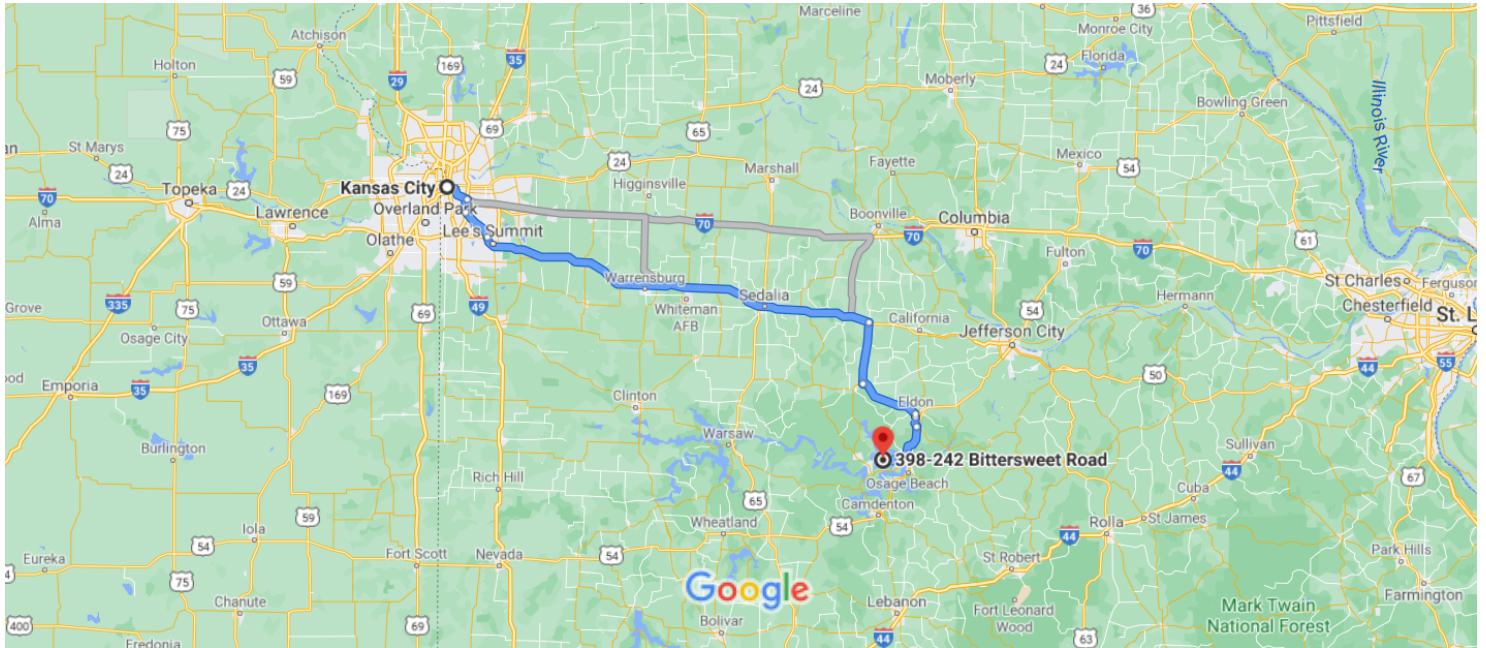 Marceline
36
Pittsfield
Monroe City
Atchison
35
169
Holton
Florida
59
29
24
Moberly
24
Illinois River
Bowling Green
69
65
75
St Marys
24
24
Mexico
54
Marshall
Fayette
Kansas City
Higginsville
Topeka
24
70
Alma
Lawrence
Overland Park
Boonville
Columbia
70
70
Lee's Summit
Olathe
61
70
Fulton
St Charles
Ferguson
59
Warrensburg
Sedalia
Hermann
Chesterfield
St. L
335
75
49
Whiteman
AFB
54
Grove
69
California
Ottawa
Jefferson City
Osage City
35
55
44
50
Emporia
35
169
Clinton
Eldon
Warsaw
Burlington
Sullivan
398-242 Bittersweet Road
44
Rich Hill
Osage Beach
67
Cuba
65
Camdenton
59
Wheatland
54
Rolla
St James
Iola
44
54
Fort Scott
Nevada
54
St Robert
Park Hills
Eureka
75
Google
Farmington
Chanute
Lebanon
Fort Leonard
Wood
Mark Twain
National Forest
400
69
Bolivar
44
63
Fredonia